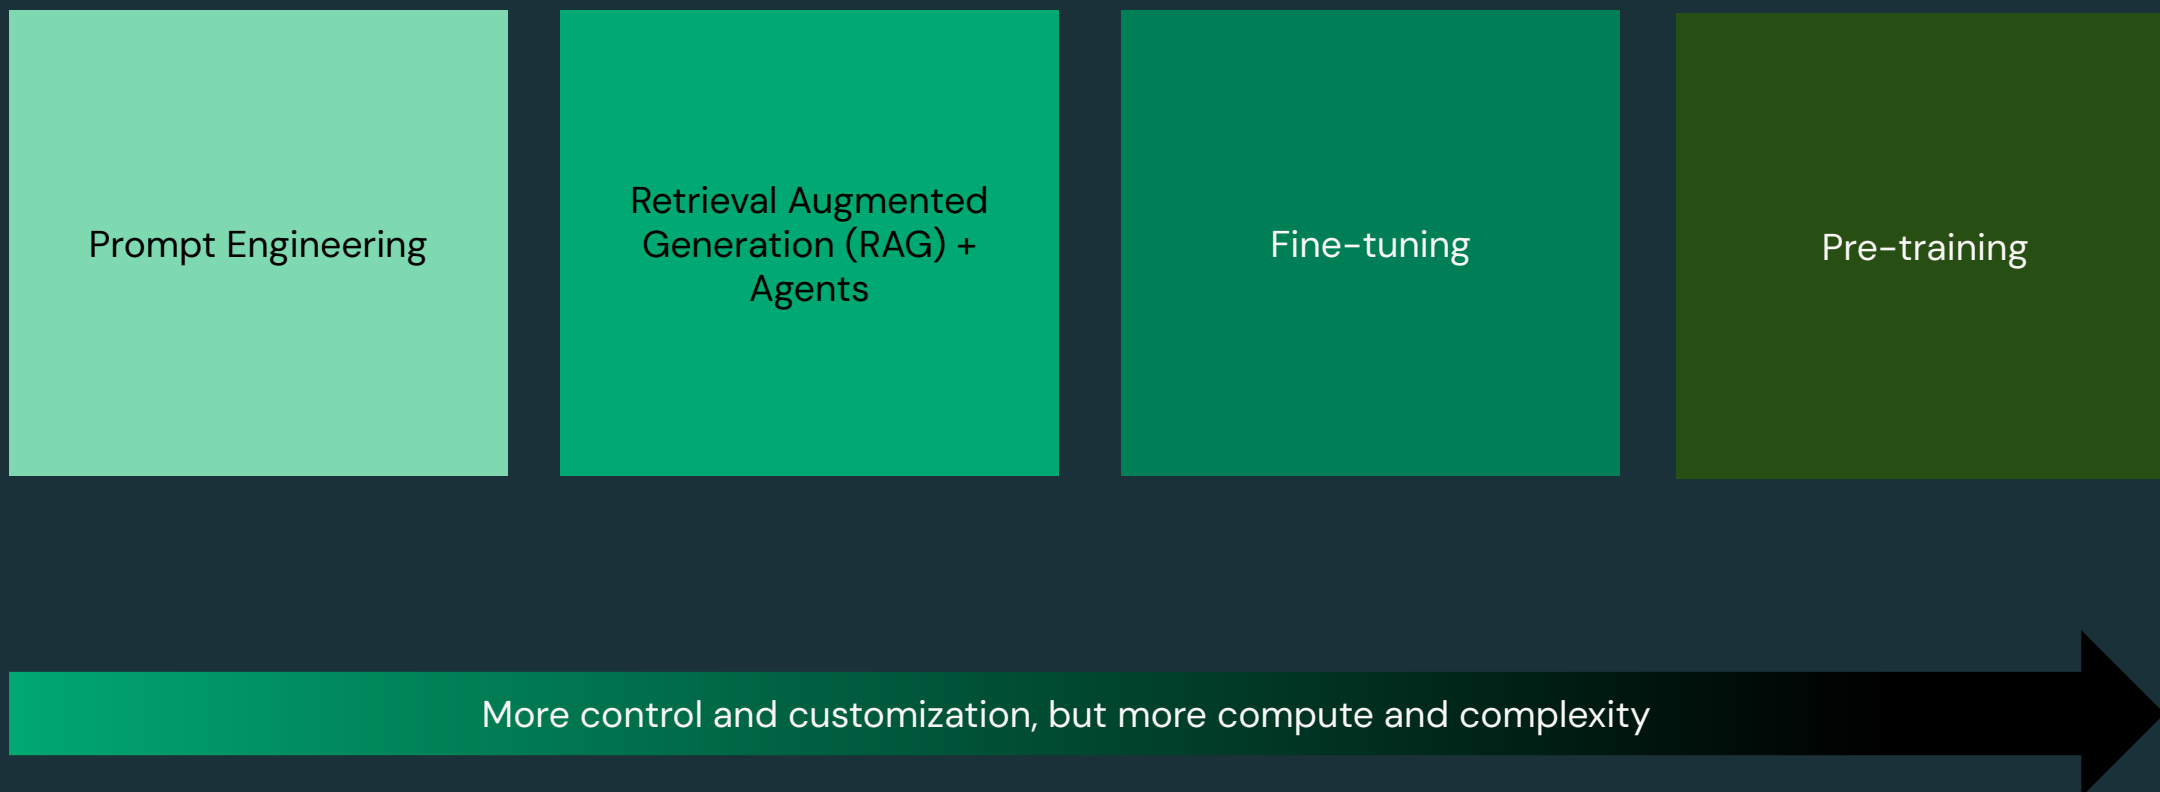 Prompt Engineering
Retrieval Augmented
Generation (RAG) +
Agents
Fine-tuning
Pre-training
More control and customization, but more compute and complexity